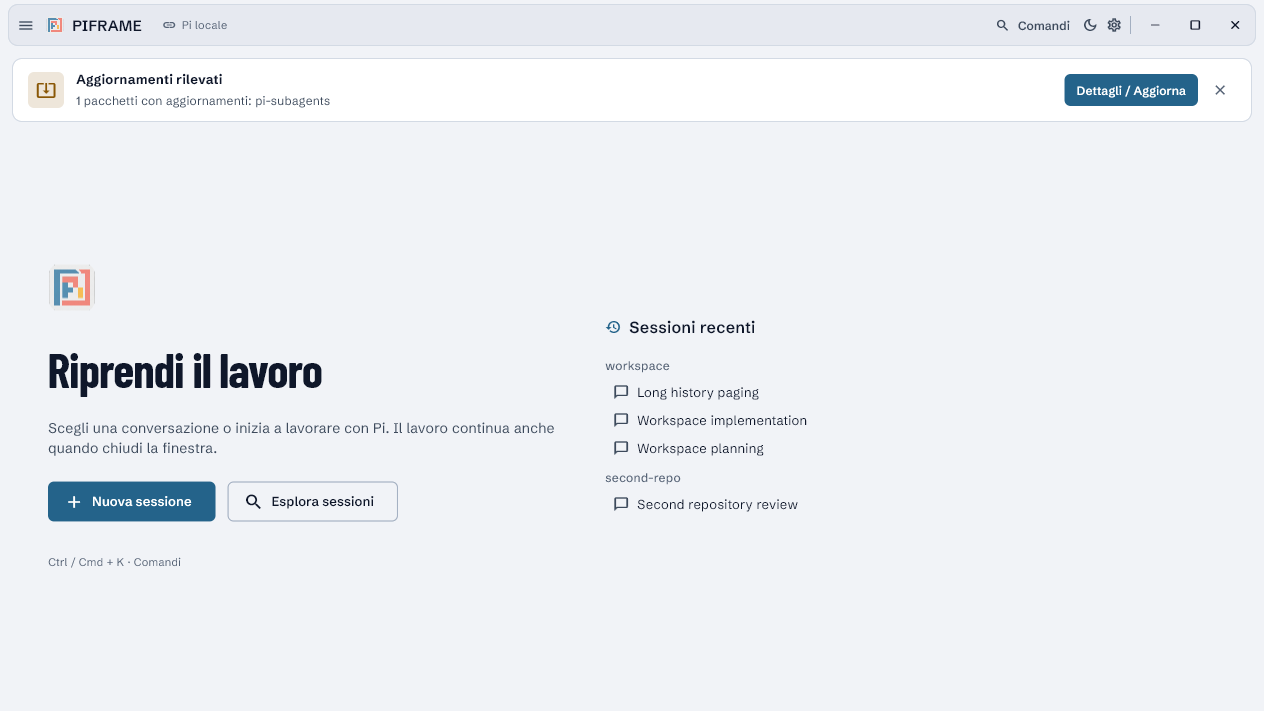 PIFRAME
Pi locale
Comandi
Aggiornamenti rilevati
1 pacchetti con aggiornamenti: pi-subagents
Dettagli / Aggiorna
Riprendi il lavoro
Scegli una conversazione o inizia a lavorare con Pi. Il lavoro continua anche
quando chiudi la finestra.
Nuova sessione
Esplora sessioni
Ctrl / Cmd + K · Comandi
Sessioni recenti
workspace
Long history paging
Workspace implementation
Workspace planning
second-repo
Second repository review